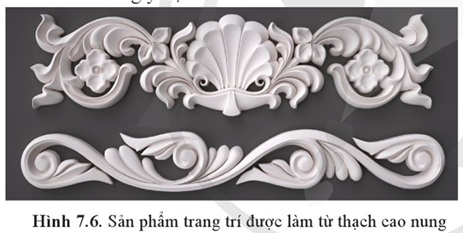 Hình 7.6. Sản phẩm trang trí được làm từ thạch cao nung